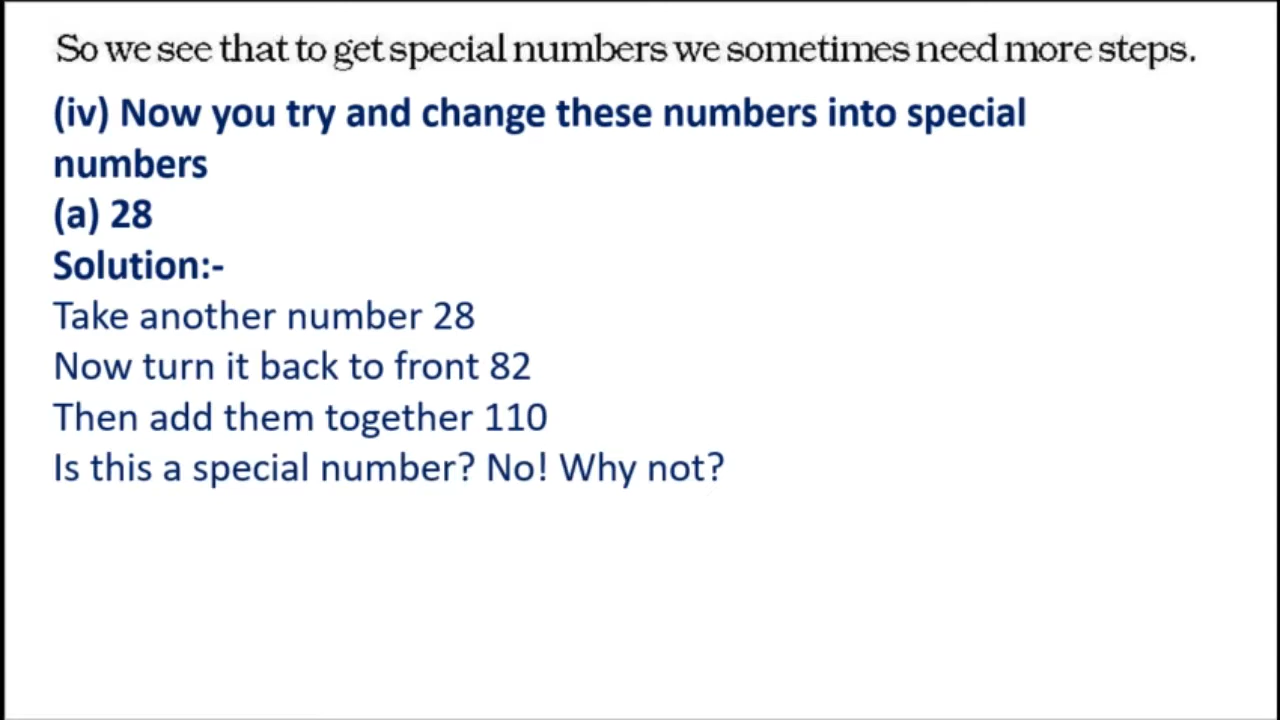 So we see that to get special numbers we sometimes need more steps.
(iv) Now you try and change these numbers into special
numbers
(a) 28
Solution:-
Take another number 28
Now turn it back to front 82
Then add them together 110
Is this a special number? No! Why not?